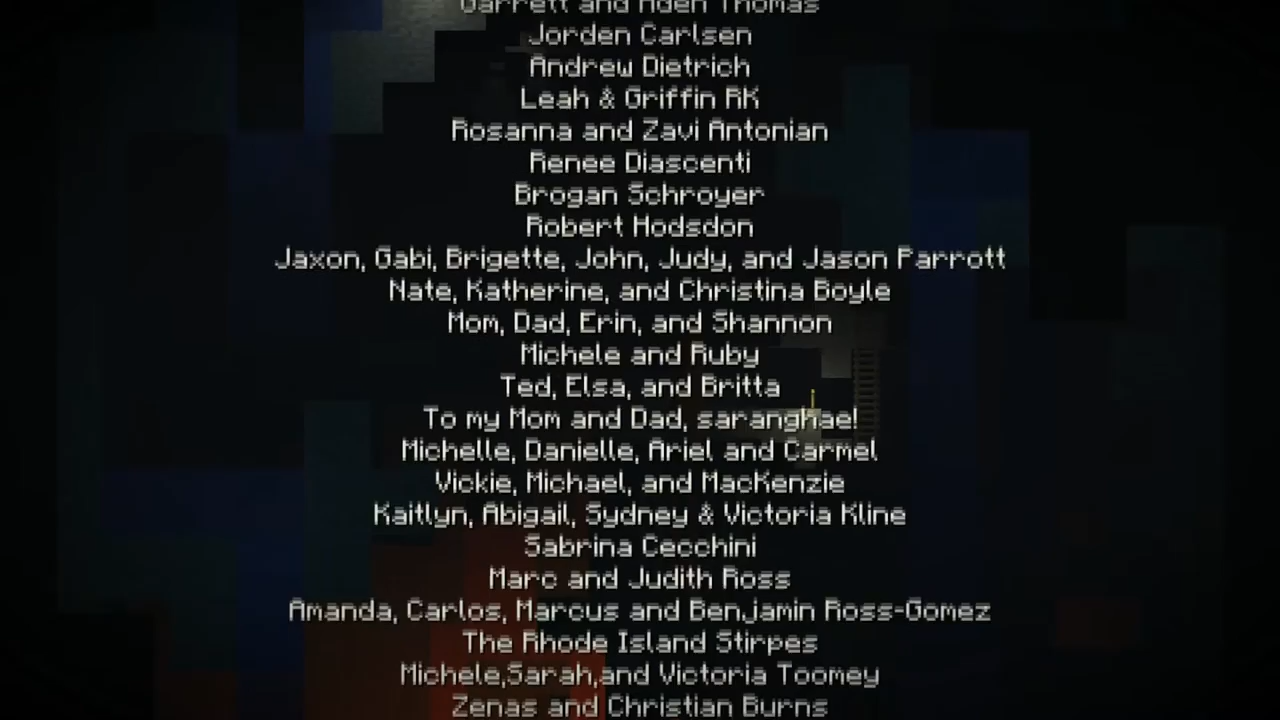 Garrett and Aden Thomas
Jorden Carlsen
Andrew Dietrich
Leah & Griffin RK
Rosanna and Zavi Antonian
Renee Diascenti
Brogan Schroyer
Robert Hodsdon
Jaxon, Gabi, Brigette, John, Judy, and Jason Parrott
Nate, Katherine, and Christina Boyle
Mom, Dad, Erin, and Shannon
Michele and Ruby
Ted, Elsa, and Britta
To my Mom and Dad, saranghae!
Michelle, Danielle, Ariel and Carmel
Vickie, Michael, and MacKenzie
Kaitlyn, Abigail, Sydney & Victoria Kline
Sabrina Cecchini
Marc and Judith Ross
Amanda, Carlos, Marcus and Benjamin Ross-Gomez
The Rhode Island Stirpes
Michele,Sarah,and Victoria Toomey
Zenas and Christian Burns